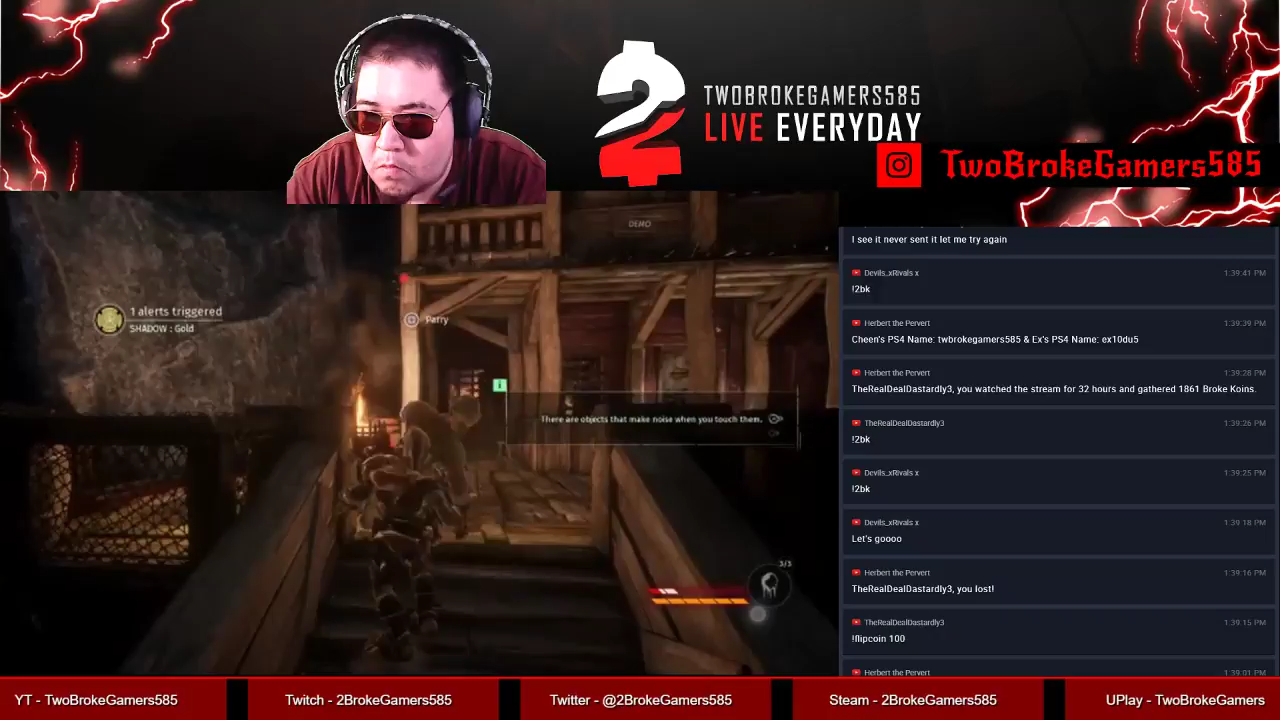 2
TWOBROKEGAMERS585
LIVE EVERYDAY
TwoBrokeGamers585
DEMO
1 alerts triggered
SHADOW : Gold
Parry
There are objects that make noise when you touch them.
3/3
I see it never sent it let me try again
Devils_xRivals x 1:39:41 PM
!2bk
Herbert the Pervert 1:39:39 PM
Cheen's PS4 Name: twbrokegamers585 & Ex's PS4 Name: ex10du5
Herbert the Pervert 1:39:28 PM
TheRealDealDastardly3, you watched the stream for 32 hours and gathered 1861 Broke Koins.
TheRealDealDastardly3 1:39:26 PM
!2bk
Devils_xRivals x 1:39:25 PM
!2bk
Devils_xRivals x 1:39:18 PM
Let's goooo
Herbert the Pervert 1:39:16 PM
TheRealDealDastardly3, you lost!
TheRealDealDastardly3 1:39:15 PM
!flipcoin 100
Herbert the Pervert 1:39:01 PM
YT - TwoBrokeGamers585
Twitch - 2BrokeGamers585
Twitter - @2BrokeGamers585
Steam - 2BrokeGamers585
UPlay - TwoBrokeGamers